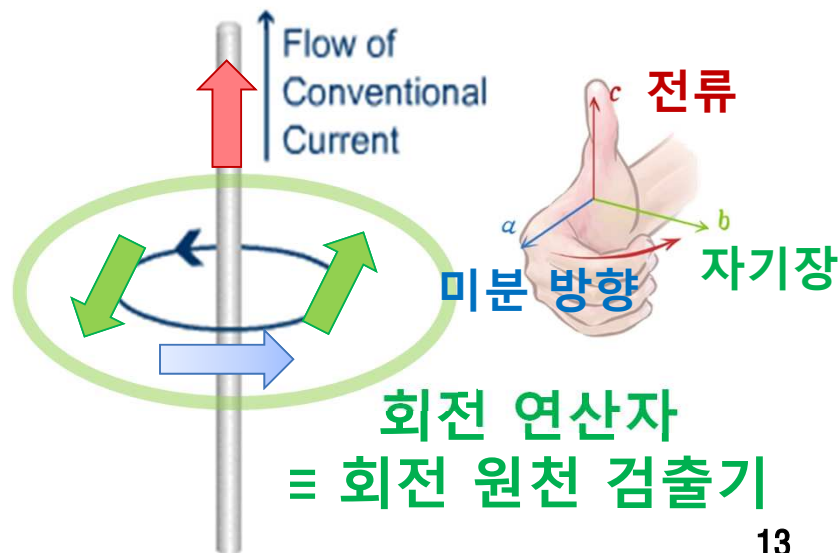 Flow of
Conventional
Current
c 전류
a
b
미분 방향
자기장
회전 연산자
≡ 회전 원천 검출기
13